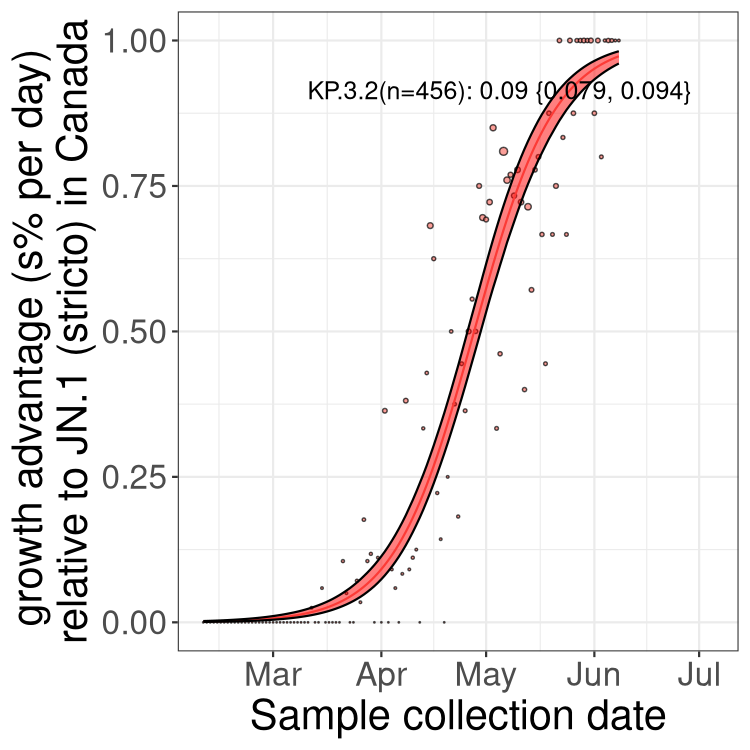 growth advantage (s% per day)
relative to JN.1 (stricto) in Canada
1.00
0.75
0.50
0.25
0.00
KP.3.2(n=456): 0.09 {0.079, 0.094}
Mar Apr May Jun Jul
Sample collection date